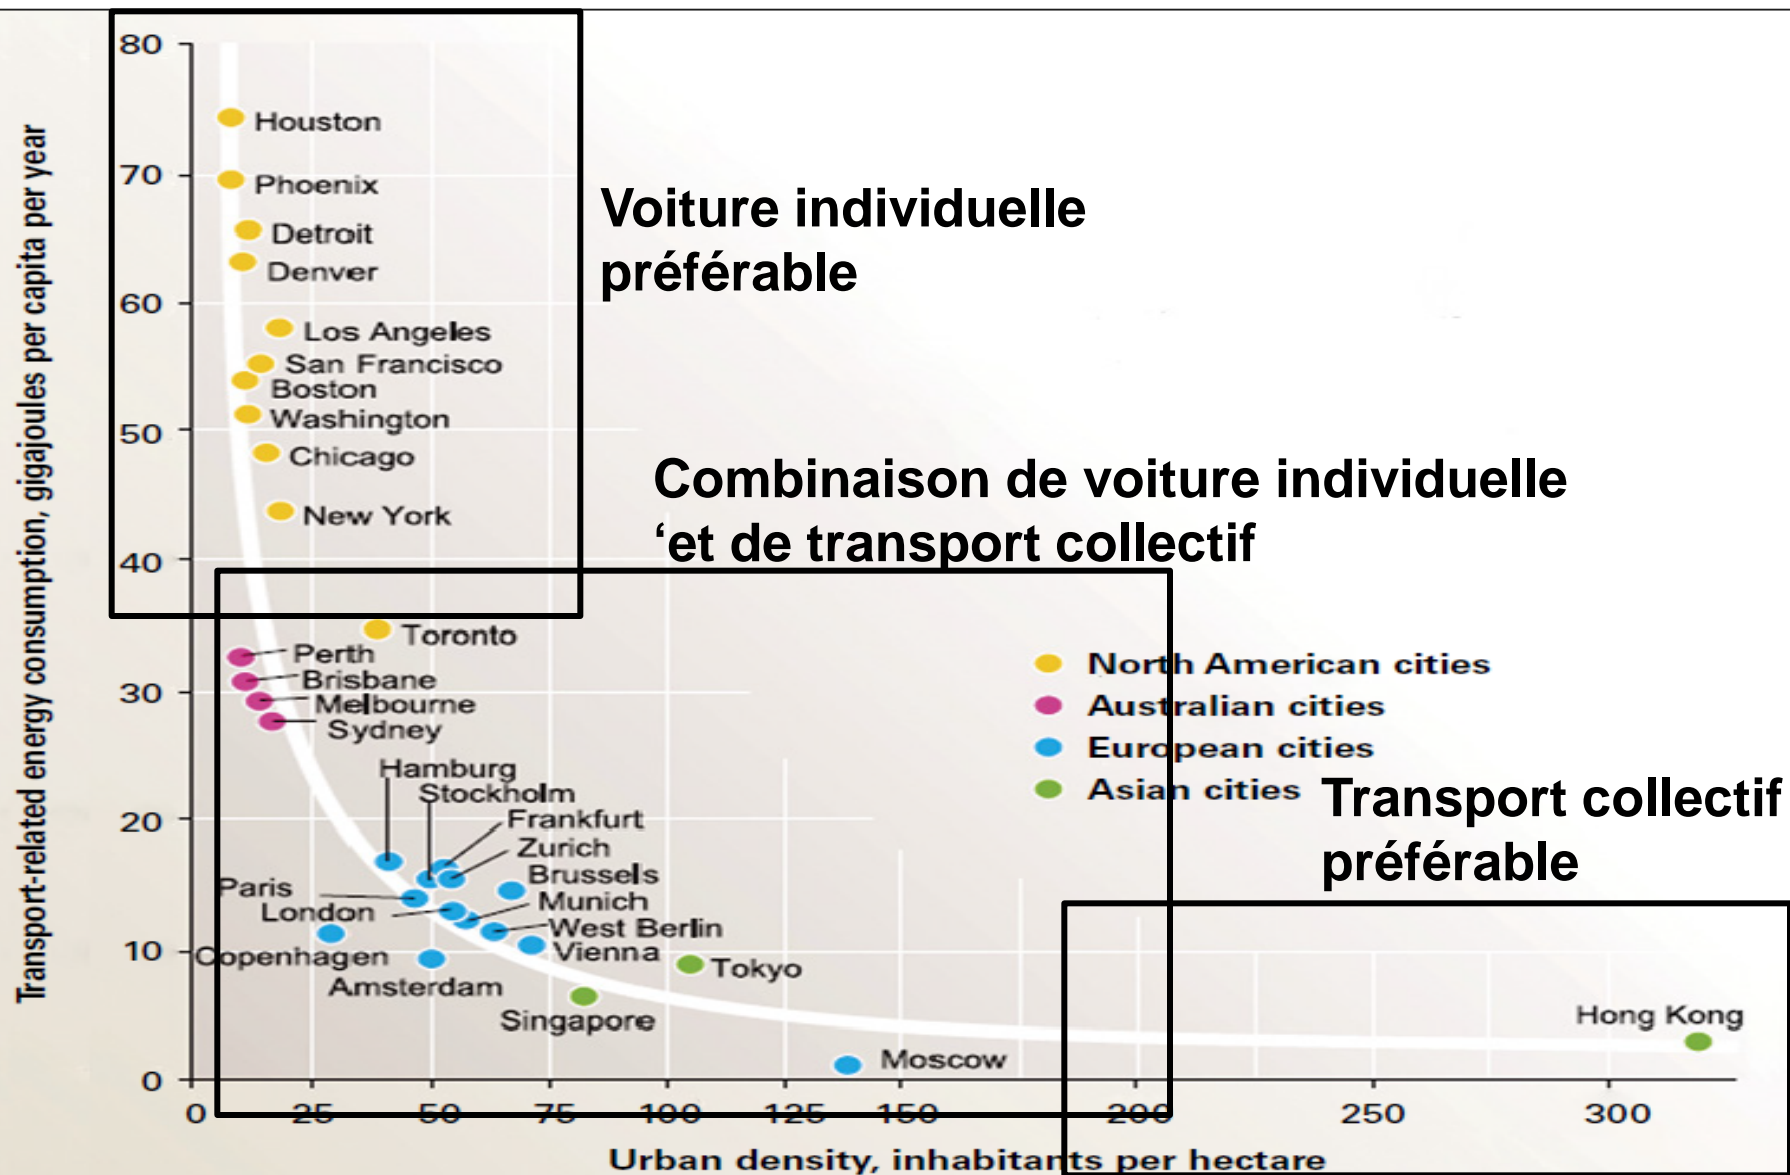 Transport-related energy consumption, gigajoules per capita per year
80
70
60
50
40
30
20
10
0
Houston
Phoenix
Detroit
Denver
Los Angeles
San Francisco
Boston
Washington
Chicago
New York
Voiture individuelle
préférable
Combinaison de voiture individuelle
‘et de transport collectif
Toronto
Perth
Brisbane
Melbourne
Sydney
Hamburg
Stockholm
Frankfurt
Zurich
Brussels
Paris
Munich
London
West Berlin
Vienna
Copenhagen
Amsterdam
Tokyo
Singapore
Moscow
Hong Kong
North American cities
Australian cities
European cities
Asian cities
Transport collectif
préférable
0 25 50 75 100 125 150 200 250 300
Urban density, inhabitants per hectare